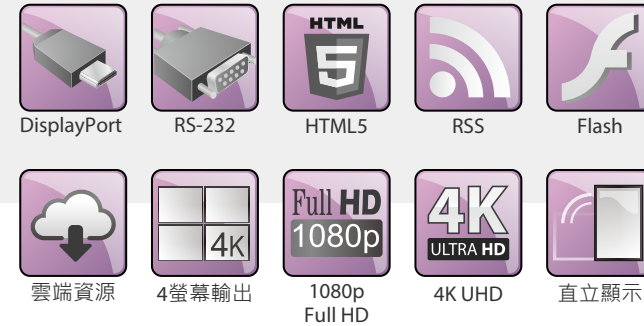 HTML
5
DisplayPort
RS-232
HTML5
RSS
Flash
4K
Full HD
1080p
4K
ULTRA HD
雲端資源
4螢幕輸出
1080p
Full HD
4K UHD
直立顯示